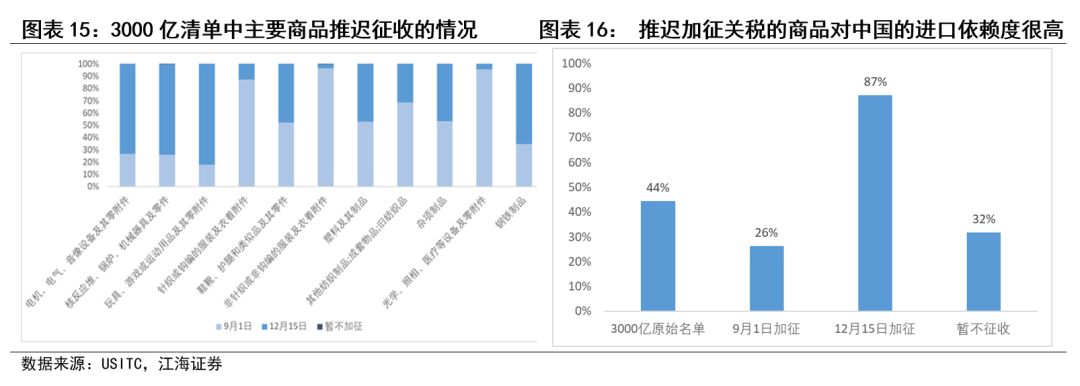 图表 15：3000 亿清单中主要商品推迟征收的情况
100%
90%
80%
70%
60%
50%
40%
30%
20%
10%
0%
电机、电气、音像设备及其零附件
核反应堆、锅炉、机械器具及零件
玩具、游戏或运动用品及其零附件
针织或钩编的服装及衣着附件
鞋靴、护腿和类似品及其零件
非针织或非钩编的服装及衣着附件
塑料及其制品
其他纺织制品;成套物品;旧纺织品
杂项制品
光学、照相、医疗等设备及零附件
钢铁制品
9月1日 12月15日 暂不加征
图表 16： 推迟加征关税的商品对中国的进口依赖度很高
100%
90%
80%
70%
60%
50%
40%
30%
20%
10%
0%
44%
26%
87%
32%
3000亿原始名单 9月1日加征 12月15日加征 暂不征收
数据来源：USITC，江海证券